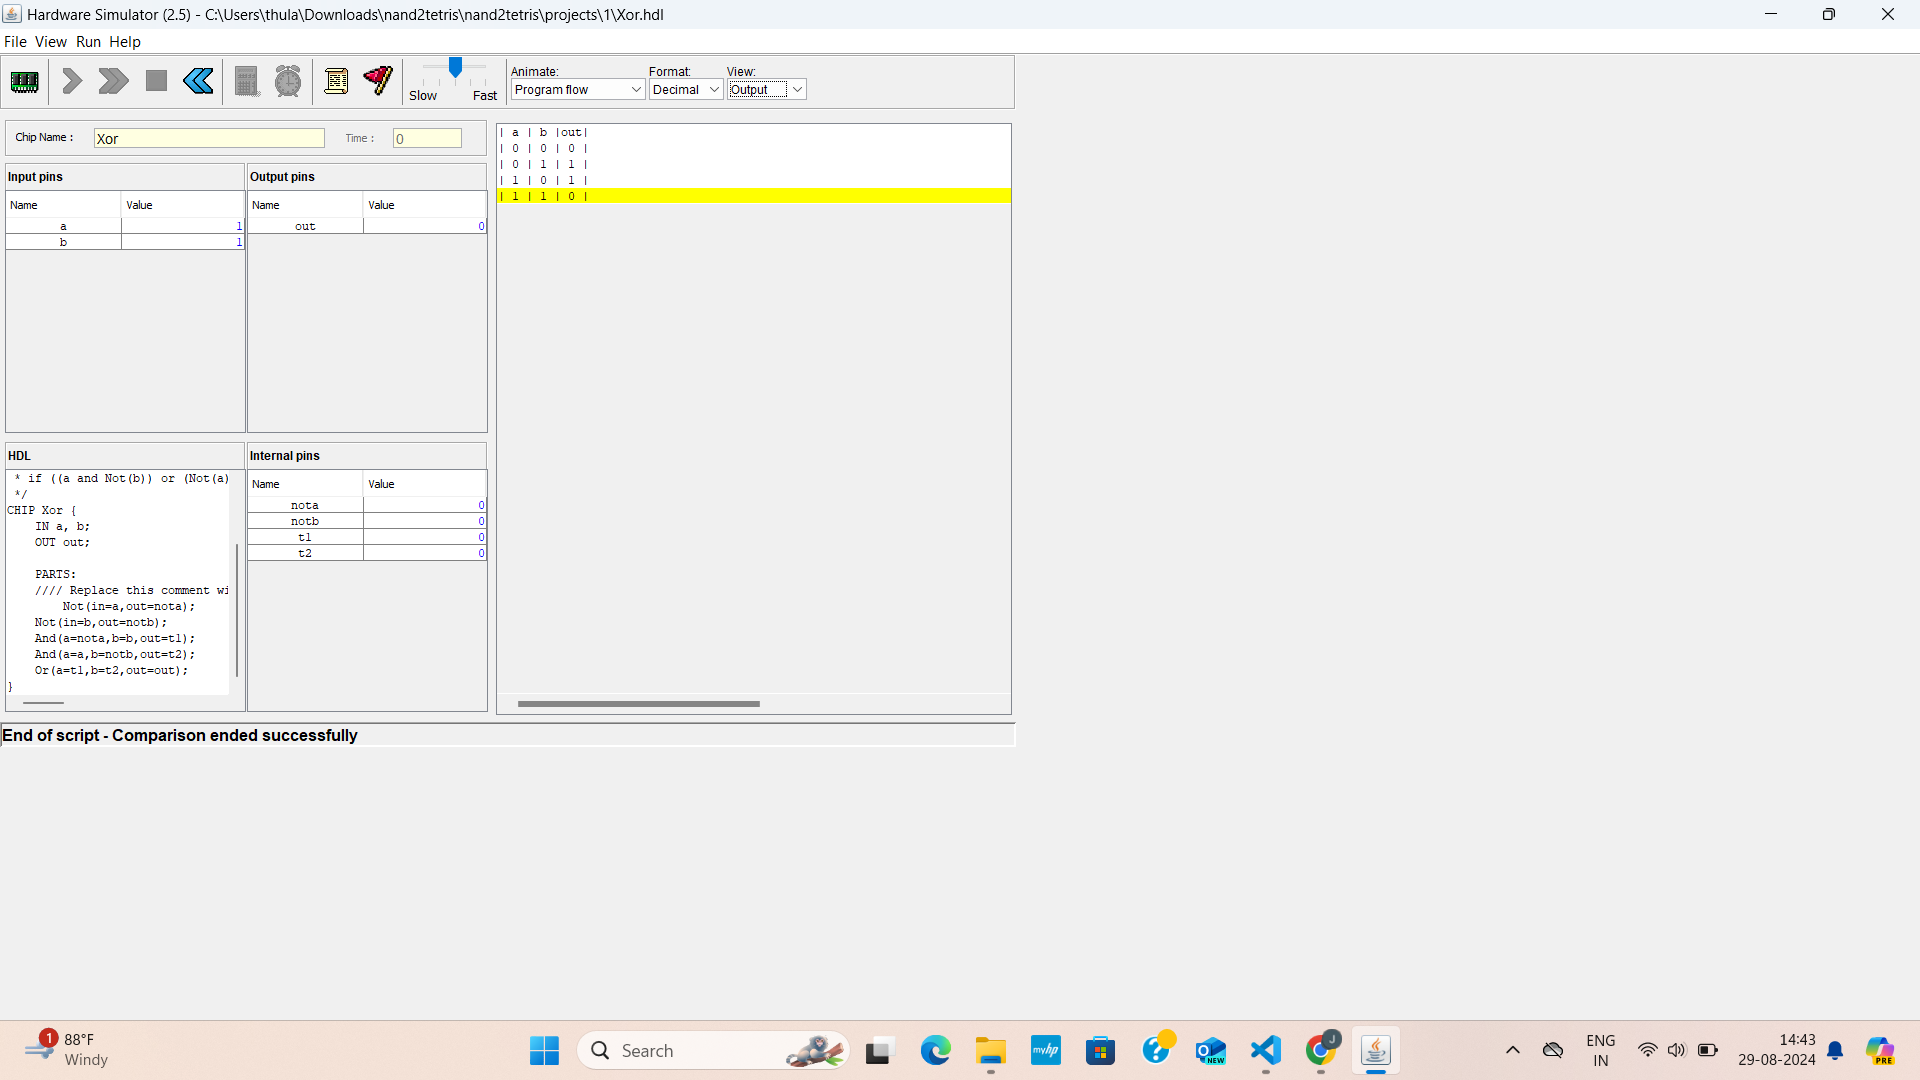 Hardware Simulator (2.5) - C:\Users\thula\Downloads\nand2tetris\nand2tetris\projects\1\Xor.hdl
File View Run Help
Animate: Format: View:
Slow Fast Program flow Decimal Output
Chip Name : Xor Time : 0
Input pins
Name Value
a 1
b 1
Output pins
Name Value
out 0
| a | b |out|
| 0 | 0 | 0 |
| 0 | 1 | 1 |
| 1 | 0 | 1 |
| 1 | 1 | 0 |
HDL
* if ((a and Not(b)) or (Not(a)
*/
CHIP Xor {
IN a, b;
OUT out;
PARTS:
//// Replace this comment wi
Not(in=a,out=nota);
Not(in=b,out=notb);
And(a=nota,b=b,out=t1);
And(a=a,b=notb,out=t2);
Or(a=t1,b=t2,out=out);
}
Internal pins
Name Value
nota 0
notb 0
t1 0
t2 0
End of script - Comparison ended successfully
1
88°F
Windy
Search
myhp
NEW
J
ENG
IN
14:43
29-08-2024
PRE